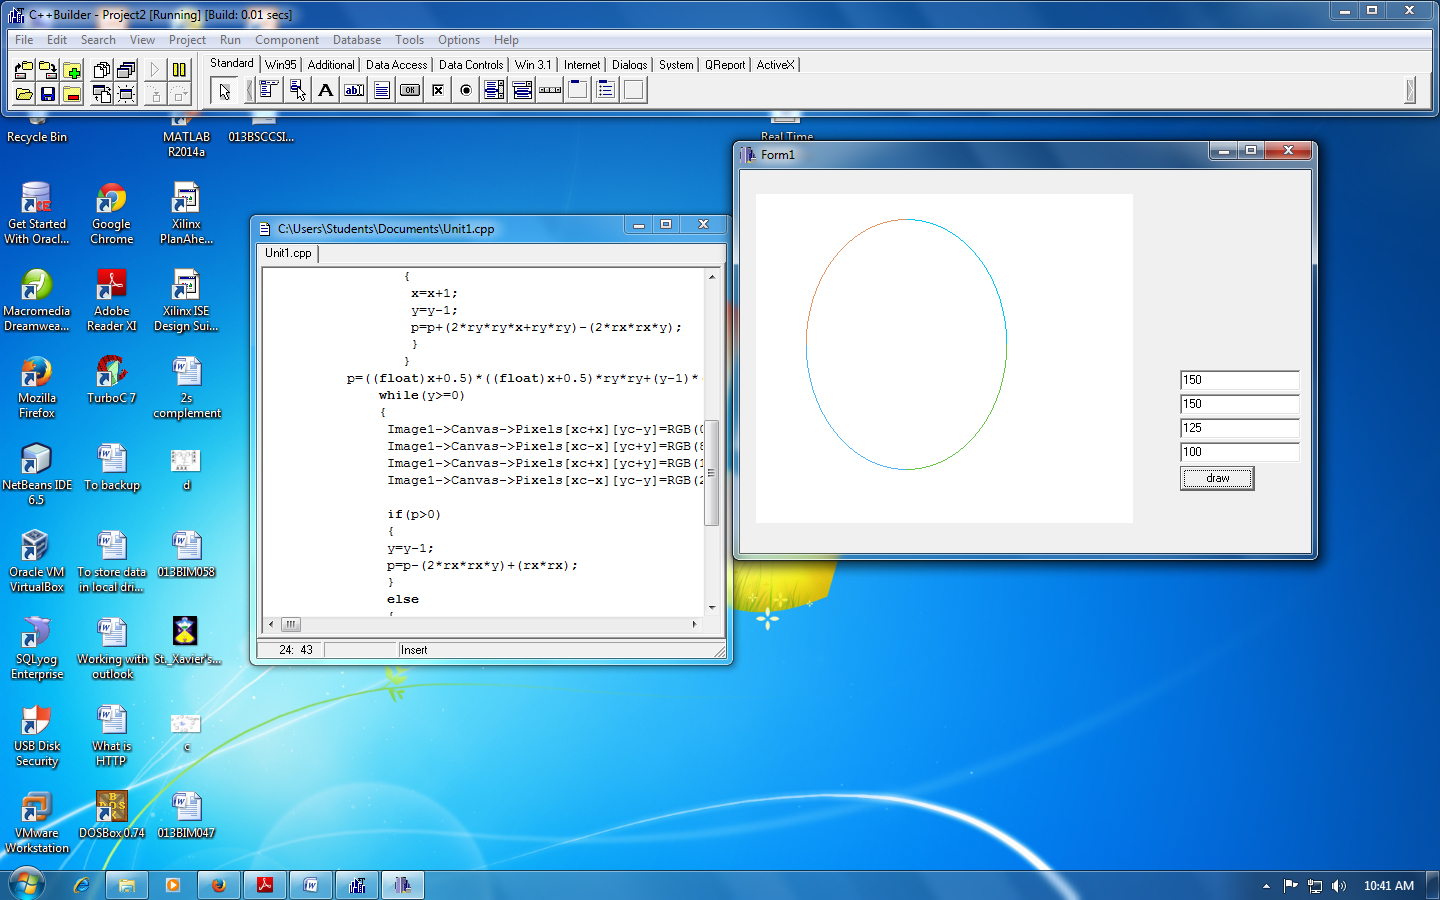 C++Builder - Project2 [Running] [Build: 0.01 secs]
File Edit Search View Project Run Component Database Tools Options Help
Standard Win95 Additional Data Access Data Controls Win 3.1 Internet Dialogs System QReport ActiveX
Recycle Bin
MATLAB
R2014a
013BSCCSI...
Real Time
Get Started
With Oracl...
Google
Chrome
Xilinx
PlanAhe...
Macromedia
Dreamwea...
Adobe
Reader XI
Xilinx ISE
Design Sui...
Mozilla
Firefox
TurboC 7
2s
complement
NetBeans IDE
6.5
To backup
d
Oracle VM
VirtualBox
To store data
in local dri...
013BIM058
SQLyog
Enterprise
Working with
outlook
St._Xavier's...
USB Disk
Security
What is
HTTP
c
VMware
Workstation
DOSBox 0.74
013BIM047
C:\Users\Students\Documents\Unit1.cpp
Unit1.cpp
{
x=x+1;
y=y-1;
p=p+(2*ry*ry*x+ry*ry)-(2*rx*rx*y);
}
}
p=((float)x+0.5)*((float)x+0.5)*ry*ry+(y-1)*
while(y>=0)
{
Image1->Canvas->Pixels[xc+x][yc-y]=RGB(0
Image1->Canvas->Pixels[xc-x][yc+y]=RGB(8
Image1->Canvas->Pixels[xc+x][yc+y]=RGB(1
Image1->Canvas->Pixels[xc-x][yc-y]=RGB(2
if(p>0)
{
y=y-1;
p=p-(2*rx*rx*y)+(rx*rx);
}
else
{
24: 43
Insert
Form1
150
150
125
100
draw
10:41 AM